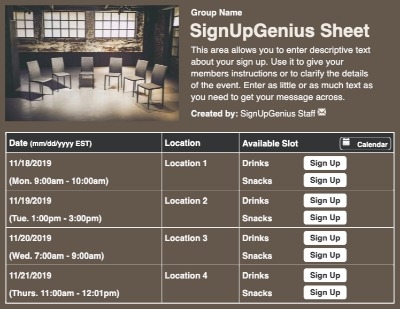 Group Name
SignUpGenius Sheet
This area allows you to enter descriptive text
about your sign up. Use it to give your
members instructions or to clarify the details
of the event. Enter as little or as much text as
you need to get your message across.
Created by: SignUpGenius Staff
Date (mm/dd/yyyy EST) Location Available Slot Calendar
11/18/2019 Location 1 Drinks Sign Up
(Mon. 9:00am - 10:00am) Snacks Sign Up
11/19/2019 Location 2 Drinks Sign Up
(Tue. 1:00pm - 3:00pm) Snacks Sign Up
11/20/2019 Location 3 Drinks Sign Up
(Wed. 7:00am - 9:00am) Snacks Sign Up
11/21/2019 Location 4 Drinks Sign Up
(Thurs. 11:00am - 12:01pm) Snacks Sign Up